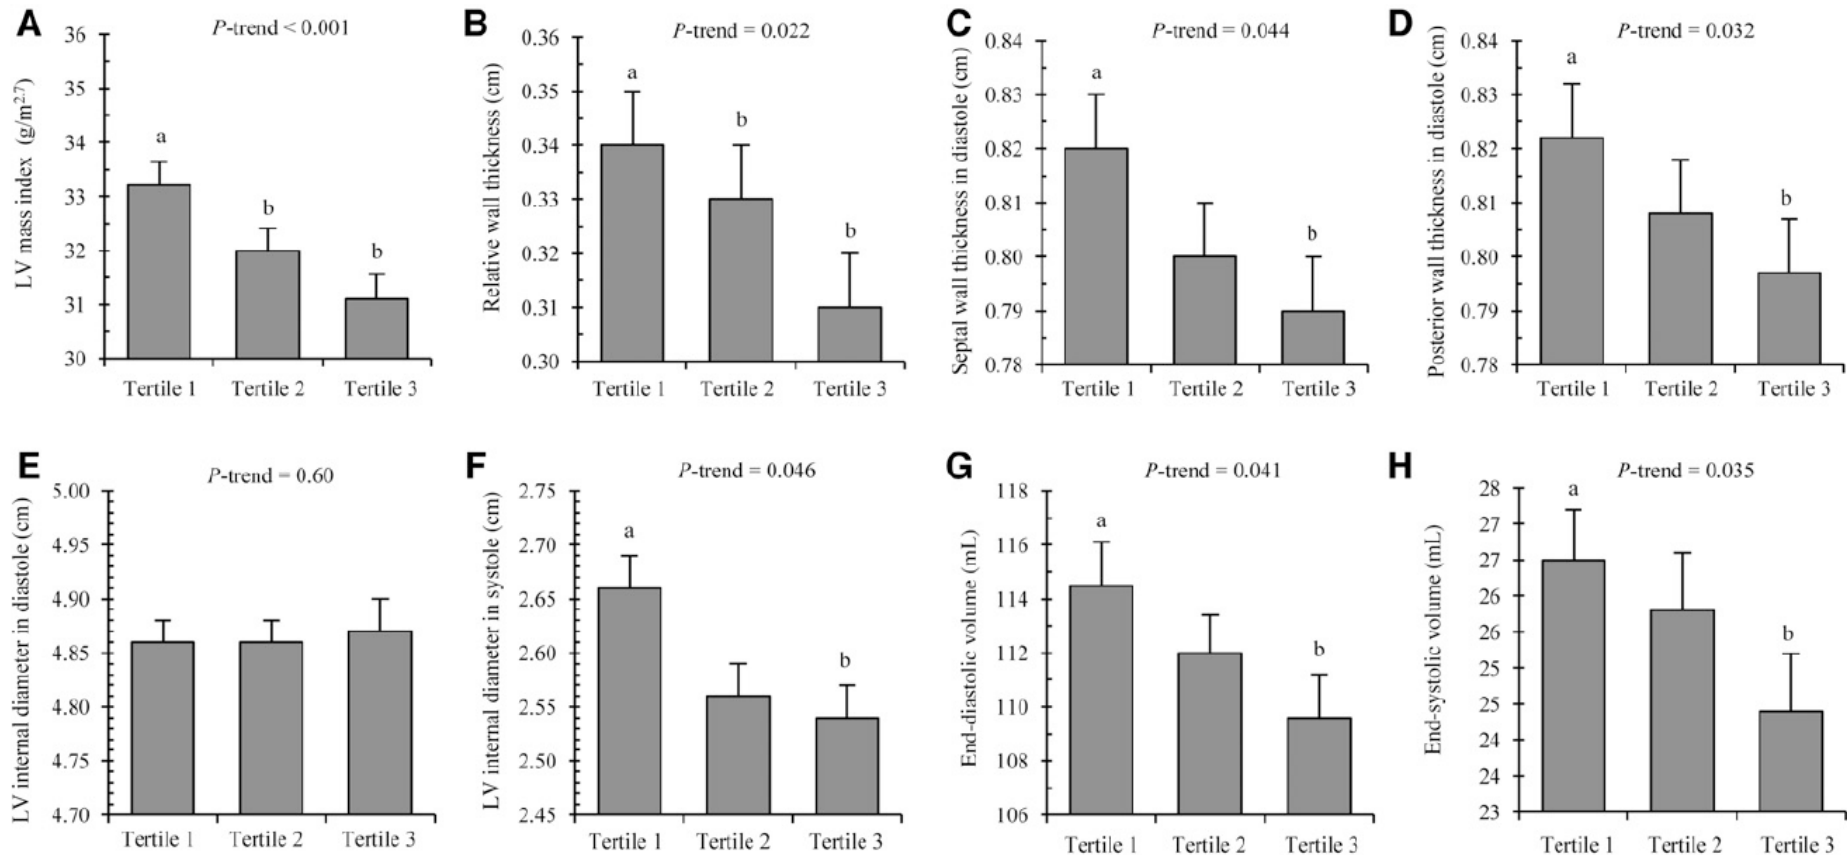 A
P-trend < 0.001
LV mass index (g/m2.7)
36
35
34
33
32
31
30
a
b
b
Tertile 1
Tertile 2
Tertile 3
B
P-trend = 0.022
Relative wall thickness (cm)
0.36
0.35
0.34
0.33
0.32
0.31
0.30
a
b
b
Tertile 1
Tertile 2
Tertile 3
C
P-trend = 0.044
Septal wall thickness in diastole (cm)
0.84
0.83
0.82
0.81
0.80
0.79
0.78
a
b
Tertile 1
Tertile 2
Tertile 3
D
P-trend = 0.032
Posterior wall thickness in diastole (cm)
0.84
0.83
0.82
0.81
0.80
0.79
0.78
a
b
Tertile 1
Tertile 2
Tertile 3
E
P-trend = 0.60
LV internal diameter in diastole (cm)
5.00
4.95
4.90
4.85
4.80
4.75
4.70
Tertile 1
Tertile 2
Tertile 3
F
P-trend = 0.046
LV internal diameter in systole (cm)
2.75
2.70
2.65
2.60
2.55
2.50
2.45
a
b
Tertile 1
Tertile 2
Tertile 3
G
P-trend = 0.041
End-diastolic volume (mL)
118
116
114
112
110
108
106
a
b
Tertile 1
Tertile 2
Tertile 3
H
P-trend = 0.035
End-systolic volume (mL)
28
27
27
26
26
25
25
24
24
23
a
b
Tertile 1
Tertile 2
Tertile 3